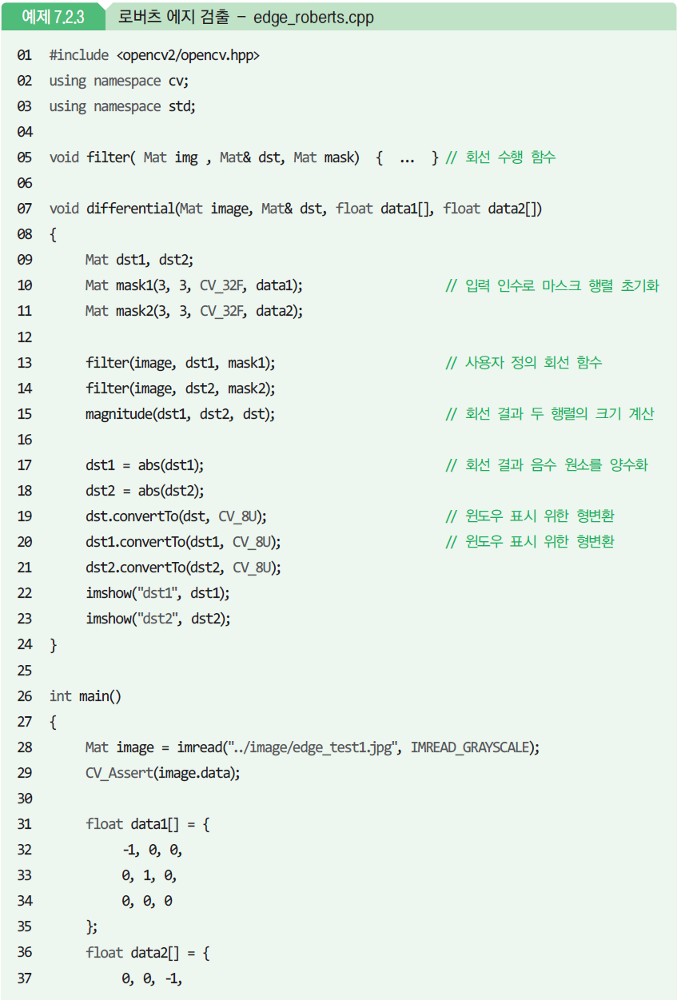 예제 7.2.3 로버츠 에지 검출 - edge_roberts.cpp
01 #include <opencv2/opencv.hpp>
02 using namespace cv;
03 using namespace std;
04
05 void filter( Mat img , Mat& dst, Mat mask) { … } // 회선 수행 함수
06
07 void differential(Mat image, Mat& dst, float data1[], float data2[])
08 {
09 Mat dst1, dst2;
10 Mat mask1(3, 3, CV_32F, data1); // 입력 인수로 마스크 행렬 초기화
11 Mat mask2(3, 3, CV_32F, data2);
12
13 filter(image, dst1, mask1); // 사용자 정의 회선 함수
14 filter(image, dst2, mask2);
15 magnitude(dst1, dst2, dst); // 회선 결과 두 행렬의 크기 계산
16
17 dst1 = abs(dst1); // 회선 결과 음수 원소를 양수화
18 dst2 = abs(dst2);
19 dst.convertTo(dst, CV_8U); // 윈도우 표시 위한 형변환
20 dst1.convertTo(dst1, CV_8U); // 윈도우 표시 위한 형변환
21 dst2.convertTo(dst2, CV_8U);
22 imshow("dst1", dst1);
23 imshow("dst2", dst2);
24 }
25
26 int main()
27 {
28 Mat image = imread("../image/edge_test1.jpg", IMREAD_GRAYSCALE);
29 CV_Assert(image.data);
30
31 float data1[] = {
32 -1, 0, 0,
33 0, 1, 0,
34 0, 0, 0
35 };
36 float data2[] = {
37 0, 0, -1,